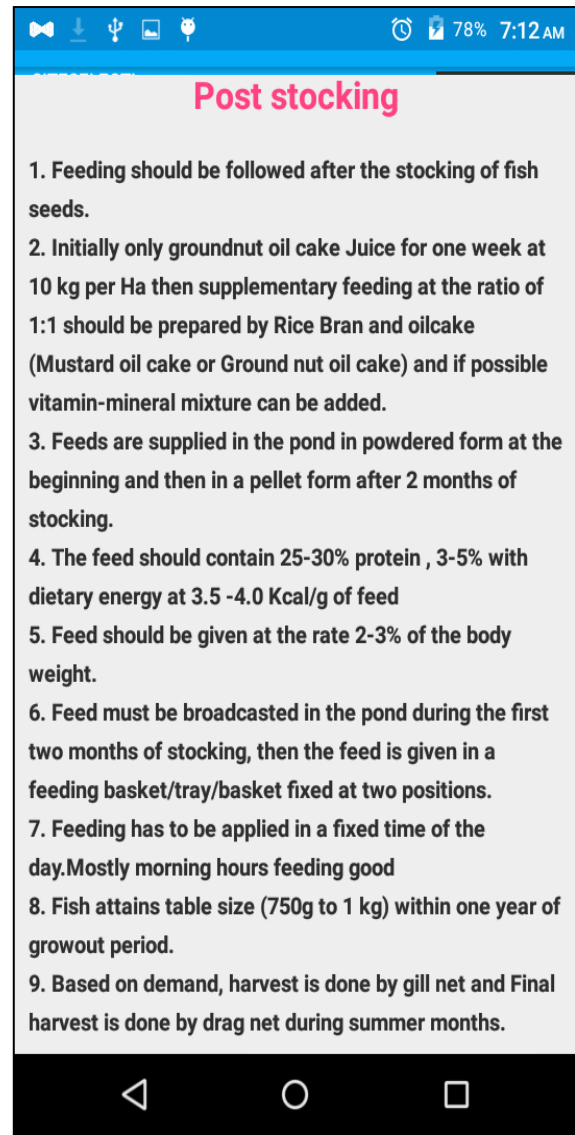 78% 7:12 AM
Post stocking
1. Feeding should be followed after the stocking of fish
seeds.
2. Initially only groundnut oil cake Juice for one week at
10 kg per Ha then supplementary feeding at the ratio of
1:1 should be prepared by Rice Bran and oilcake
(Mustard oil cake or Ground nut oil cake) and if possible
vitamin-mineral mixture can be added.
3. Feeds are supplied in the pond in powdered form at the
beginning and then in a pellet form after 2 months of
stocking.
4. The feed should contain 25-30% protein , 3-5% with
dietary energy at 3.5 -4.0 Kcal/g of feed
5. Feed should be given at the rate 2-3% of the body
weight.
6. Feed must be broadcasted in the pond during the first
two months of stocking, then the feed is given in a
feeding basket/tray/basket fixed at two positions.
7. Feeding has to be applied in a fixed time of the
day.Mostly morning hours feeding good
8. Fish attains table size (750g to 1 kg) within one year of
growout period.
9. Based on demand, harvest is done by gill net and Final
harvest is done by drag net during summer months.